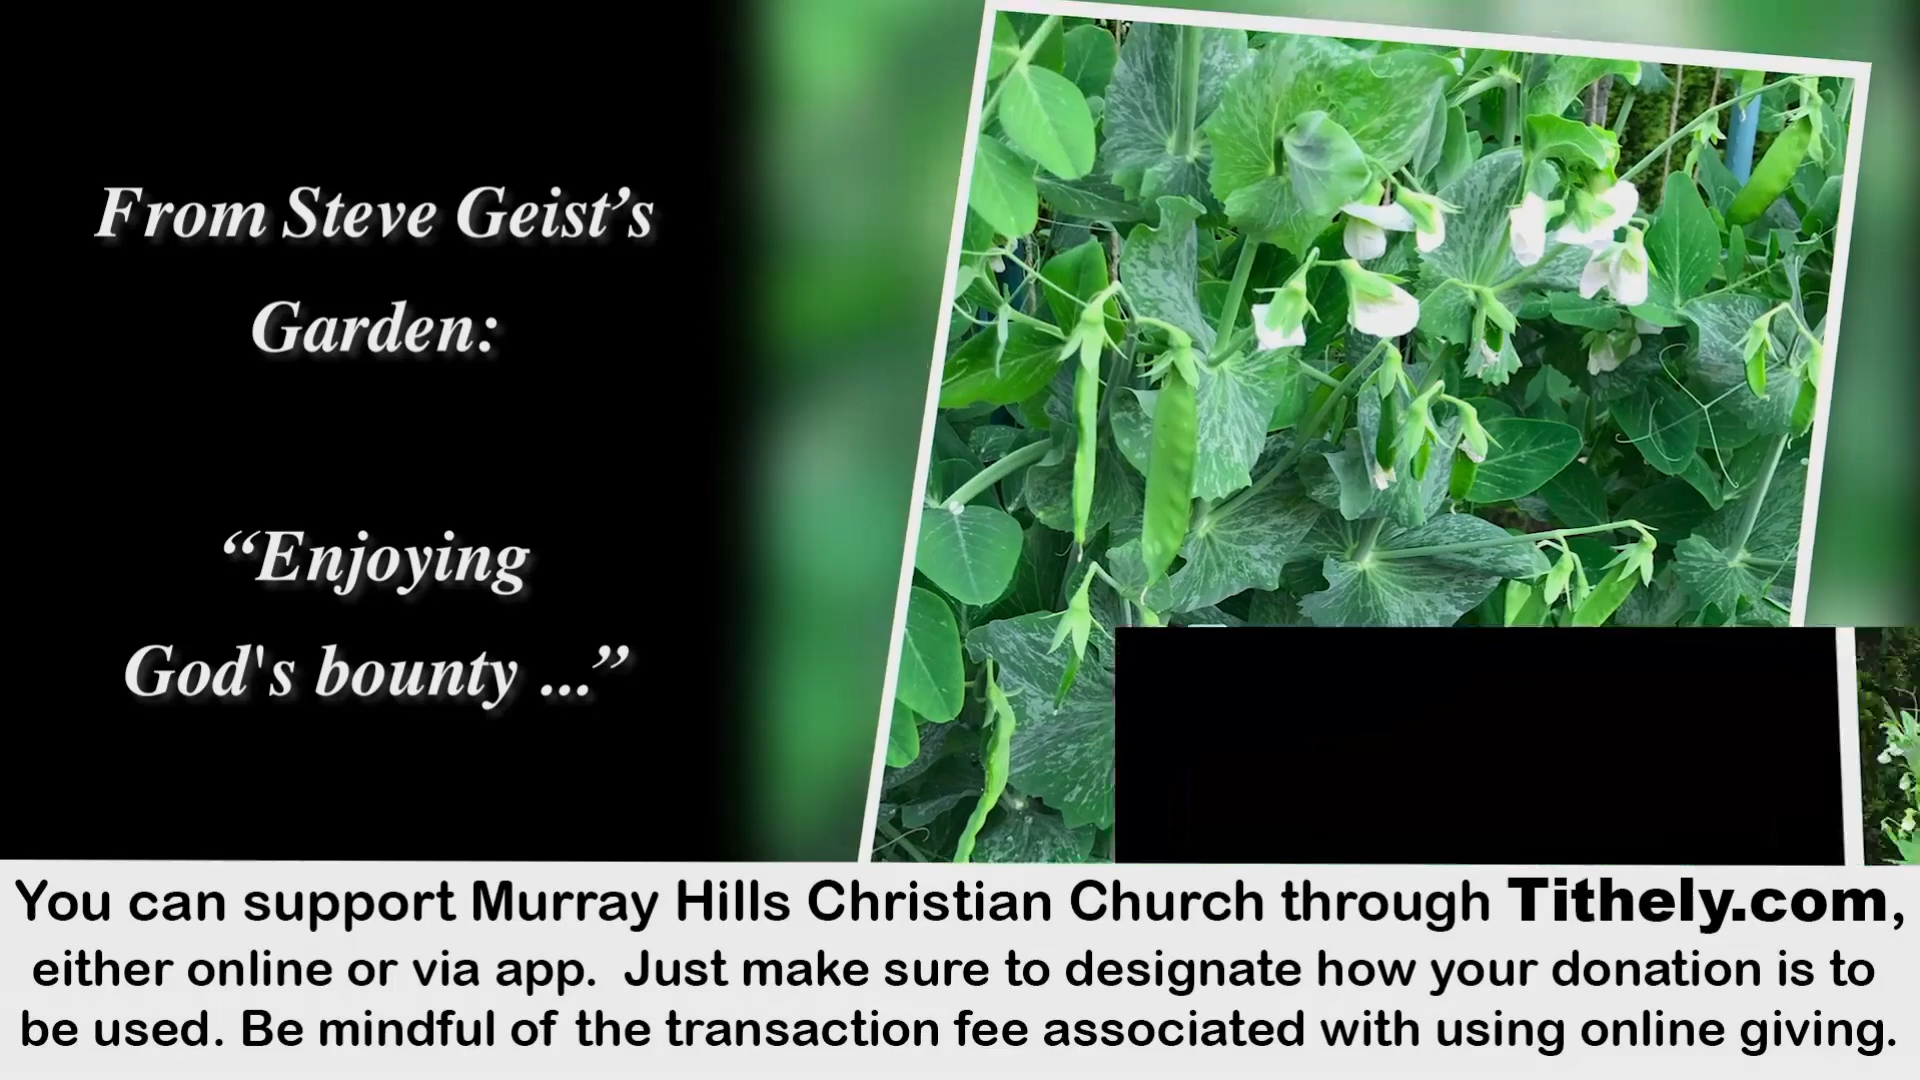 From Steve Geist’s
Garden:
“Enjoying
God's bounty ...”
You can support Murray Hills Christian Church through Tithely.com,
either online or via app.  Just make sure to designate how your donation is to
be used. Be mindful of the transaction fee associated with using online giving.